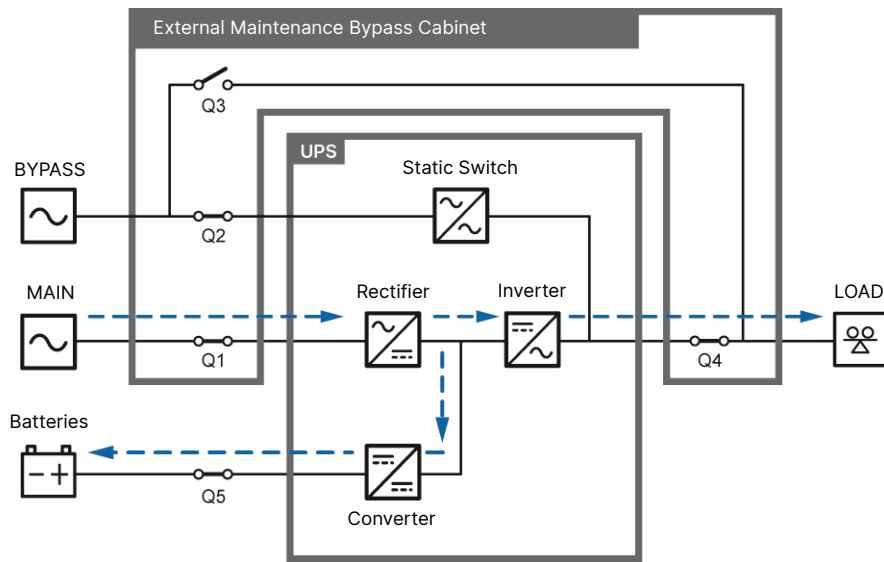 External Maintenance Bypass Cabinet
Q3
UPS
BYPASS
Static Switch
Q2
MAIN
Rectifier
Inverter
LOAD
Q1
Q4
Batteries
Q5
Converter